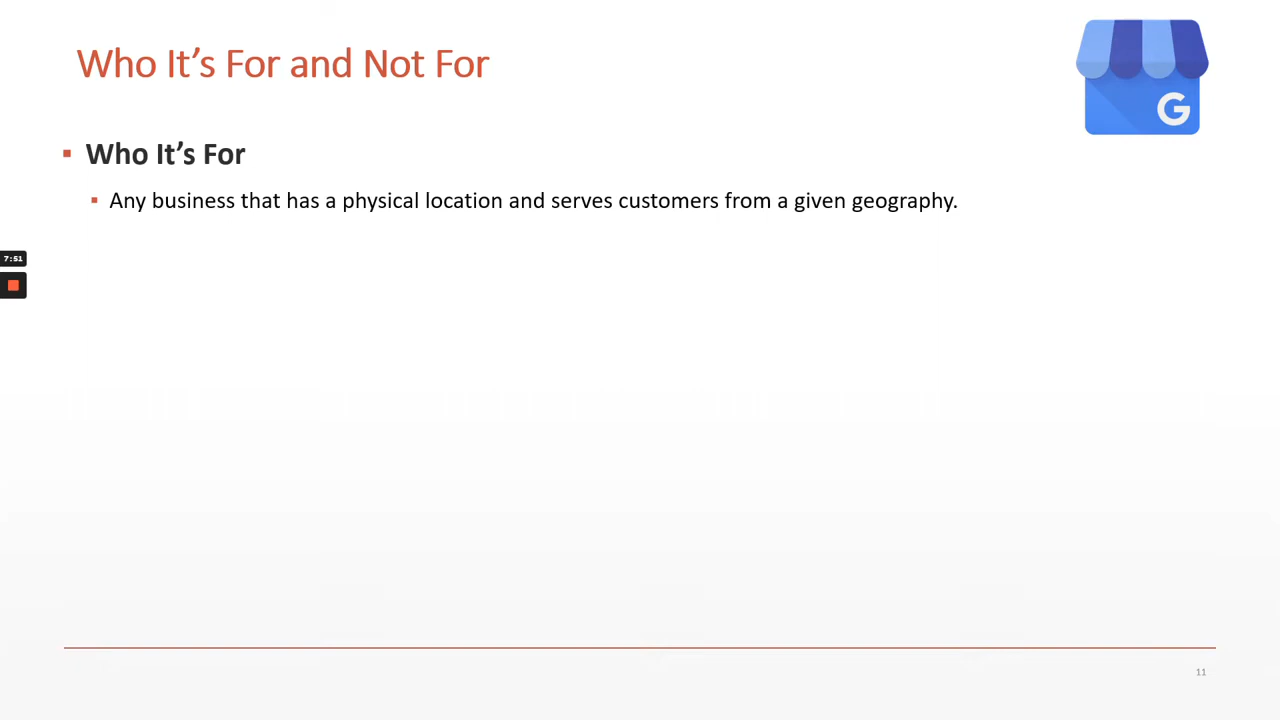 Who It’s For and Not For
G
Who It’s For
Any business that has a physical location and serves customers from a given geography.
7:51
11